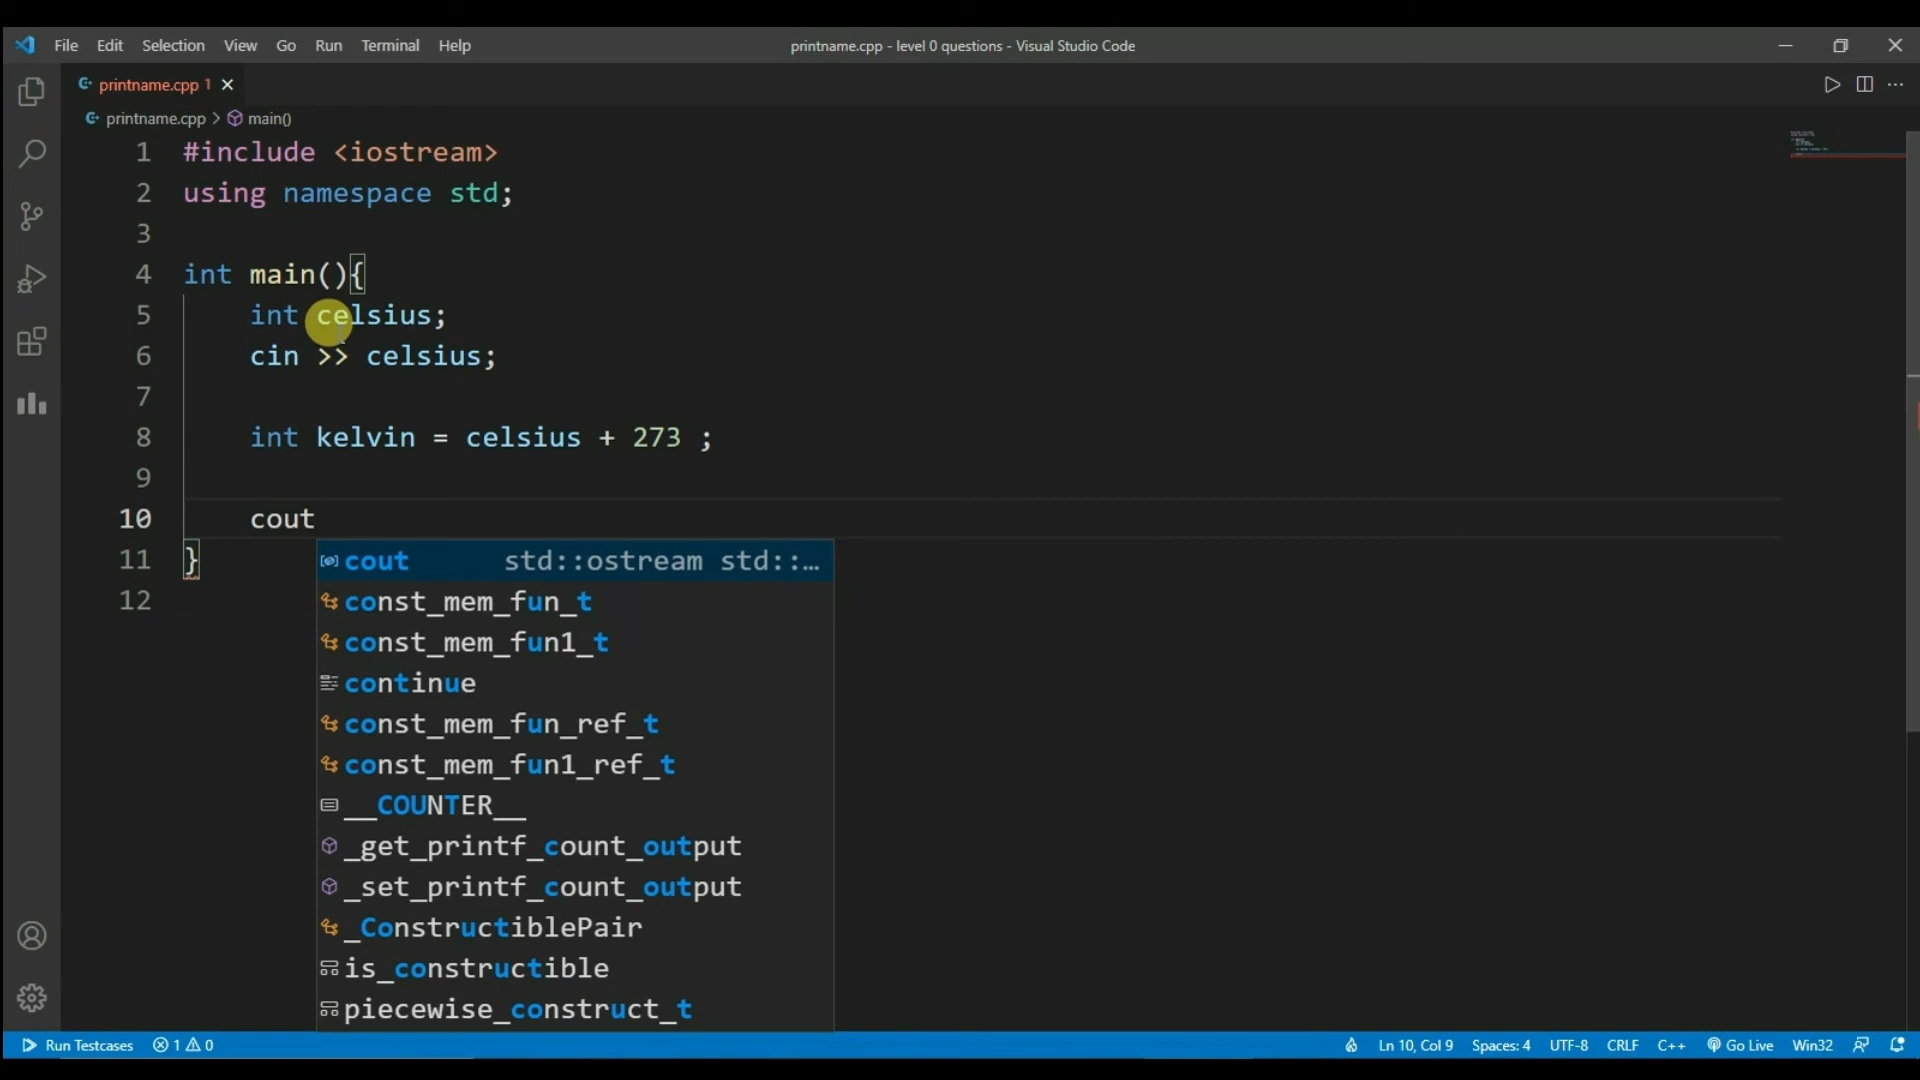 File Edit Selection View Go Run Terminal Help printname.cpp - level 0 questions - Visual Studio Code
printname.cpp 1
printname.cpp > main()
1 #include <iostream>
2 using namespace std;
3
4 int main(){
5 int celsius;
6 cin >> celsius;
7
8 int kelvin = celsius + 273 ;
9
10 cout
11 }
12
cout std::ostream std::…
const_mem_fun_t
const_mem_fun1_t
continue
const_mem_fun_ref_t
const_mem_fun1_ref_t
__COUNTER__
_get_printf_count_output
_set_printf_count_output
_ConstructiblePair
is_constructible
piecewise_construct_t
Run Testcases 1 0 Ln 10, Col 9 Spaces: 4 UTF-8 CRLF C++ Go Live Win32